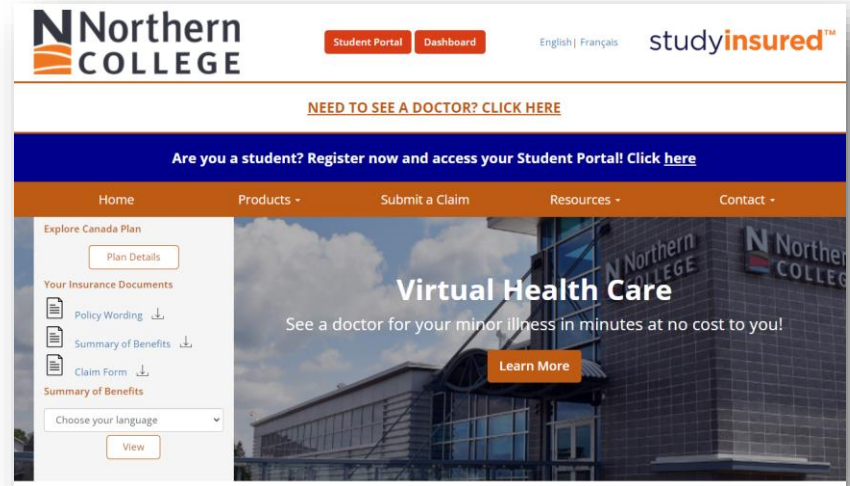 Northern
COLLEGE
Student Portal
Dashboard
English| Français
studyinsured™
NEED TO SEE A DOCTOR? CLICK HERE
Are you a student? Register now and access your Student Portal! Click here
Home
Products
Submit a Claim
Resources
Contact
Explore Canada Plan
Plan Details
Your Insurance Documents
Policy Wording
Summary of Benefits
Claim Form
Summary of Benefits
Choose your language
View
Virtual Health Care
See a doctor for your minor illness in minutes at no cost to you!
Learn More
N Northern
COLLEGE
N Norther
COLLEG